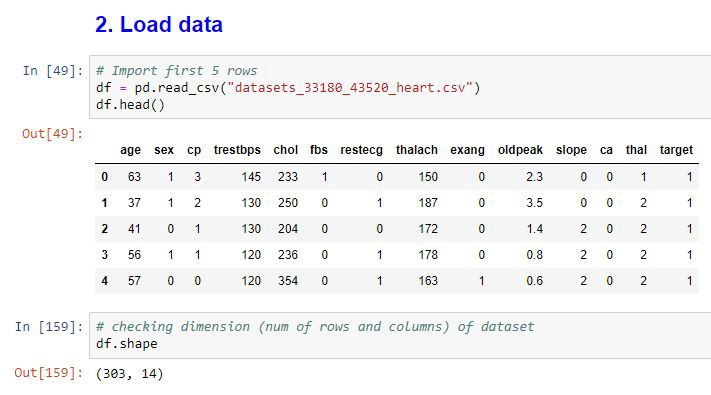 2. Load data
In [49]: # Import first 5 rows
df = pd.read_csv("datasets_33180_43520_heart.csv")
df.head()
Out[49]:
age sex cp trestbps chol fbs restecg thalach exang oldpeak slope ca thal target
0 63 1 3 145 233 1 0 150 0 2.3 0 0 1 1
1 37 1 2 130 250 0 1 187 0 3.5 0 0 2 1
2 41 0 1 130 204 0 0 172 0 1.4 2 0 2 1
3 56 1 1 120 236 0 1 178 0 0.8 2 0 2 1
4 57 0 0 120 354 0 1 163 1 0.6 2 0 2 1
In [159]: # checking dimension (num of rows and columns) of dataset
df.shape
Out[159]: (303, 14)